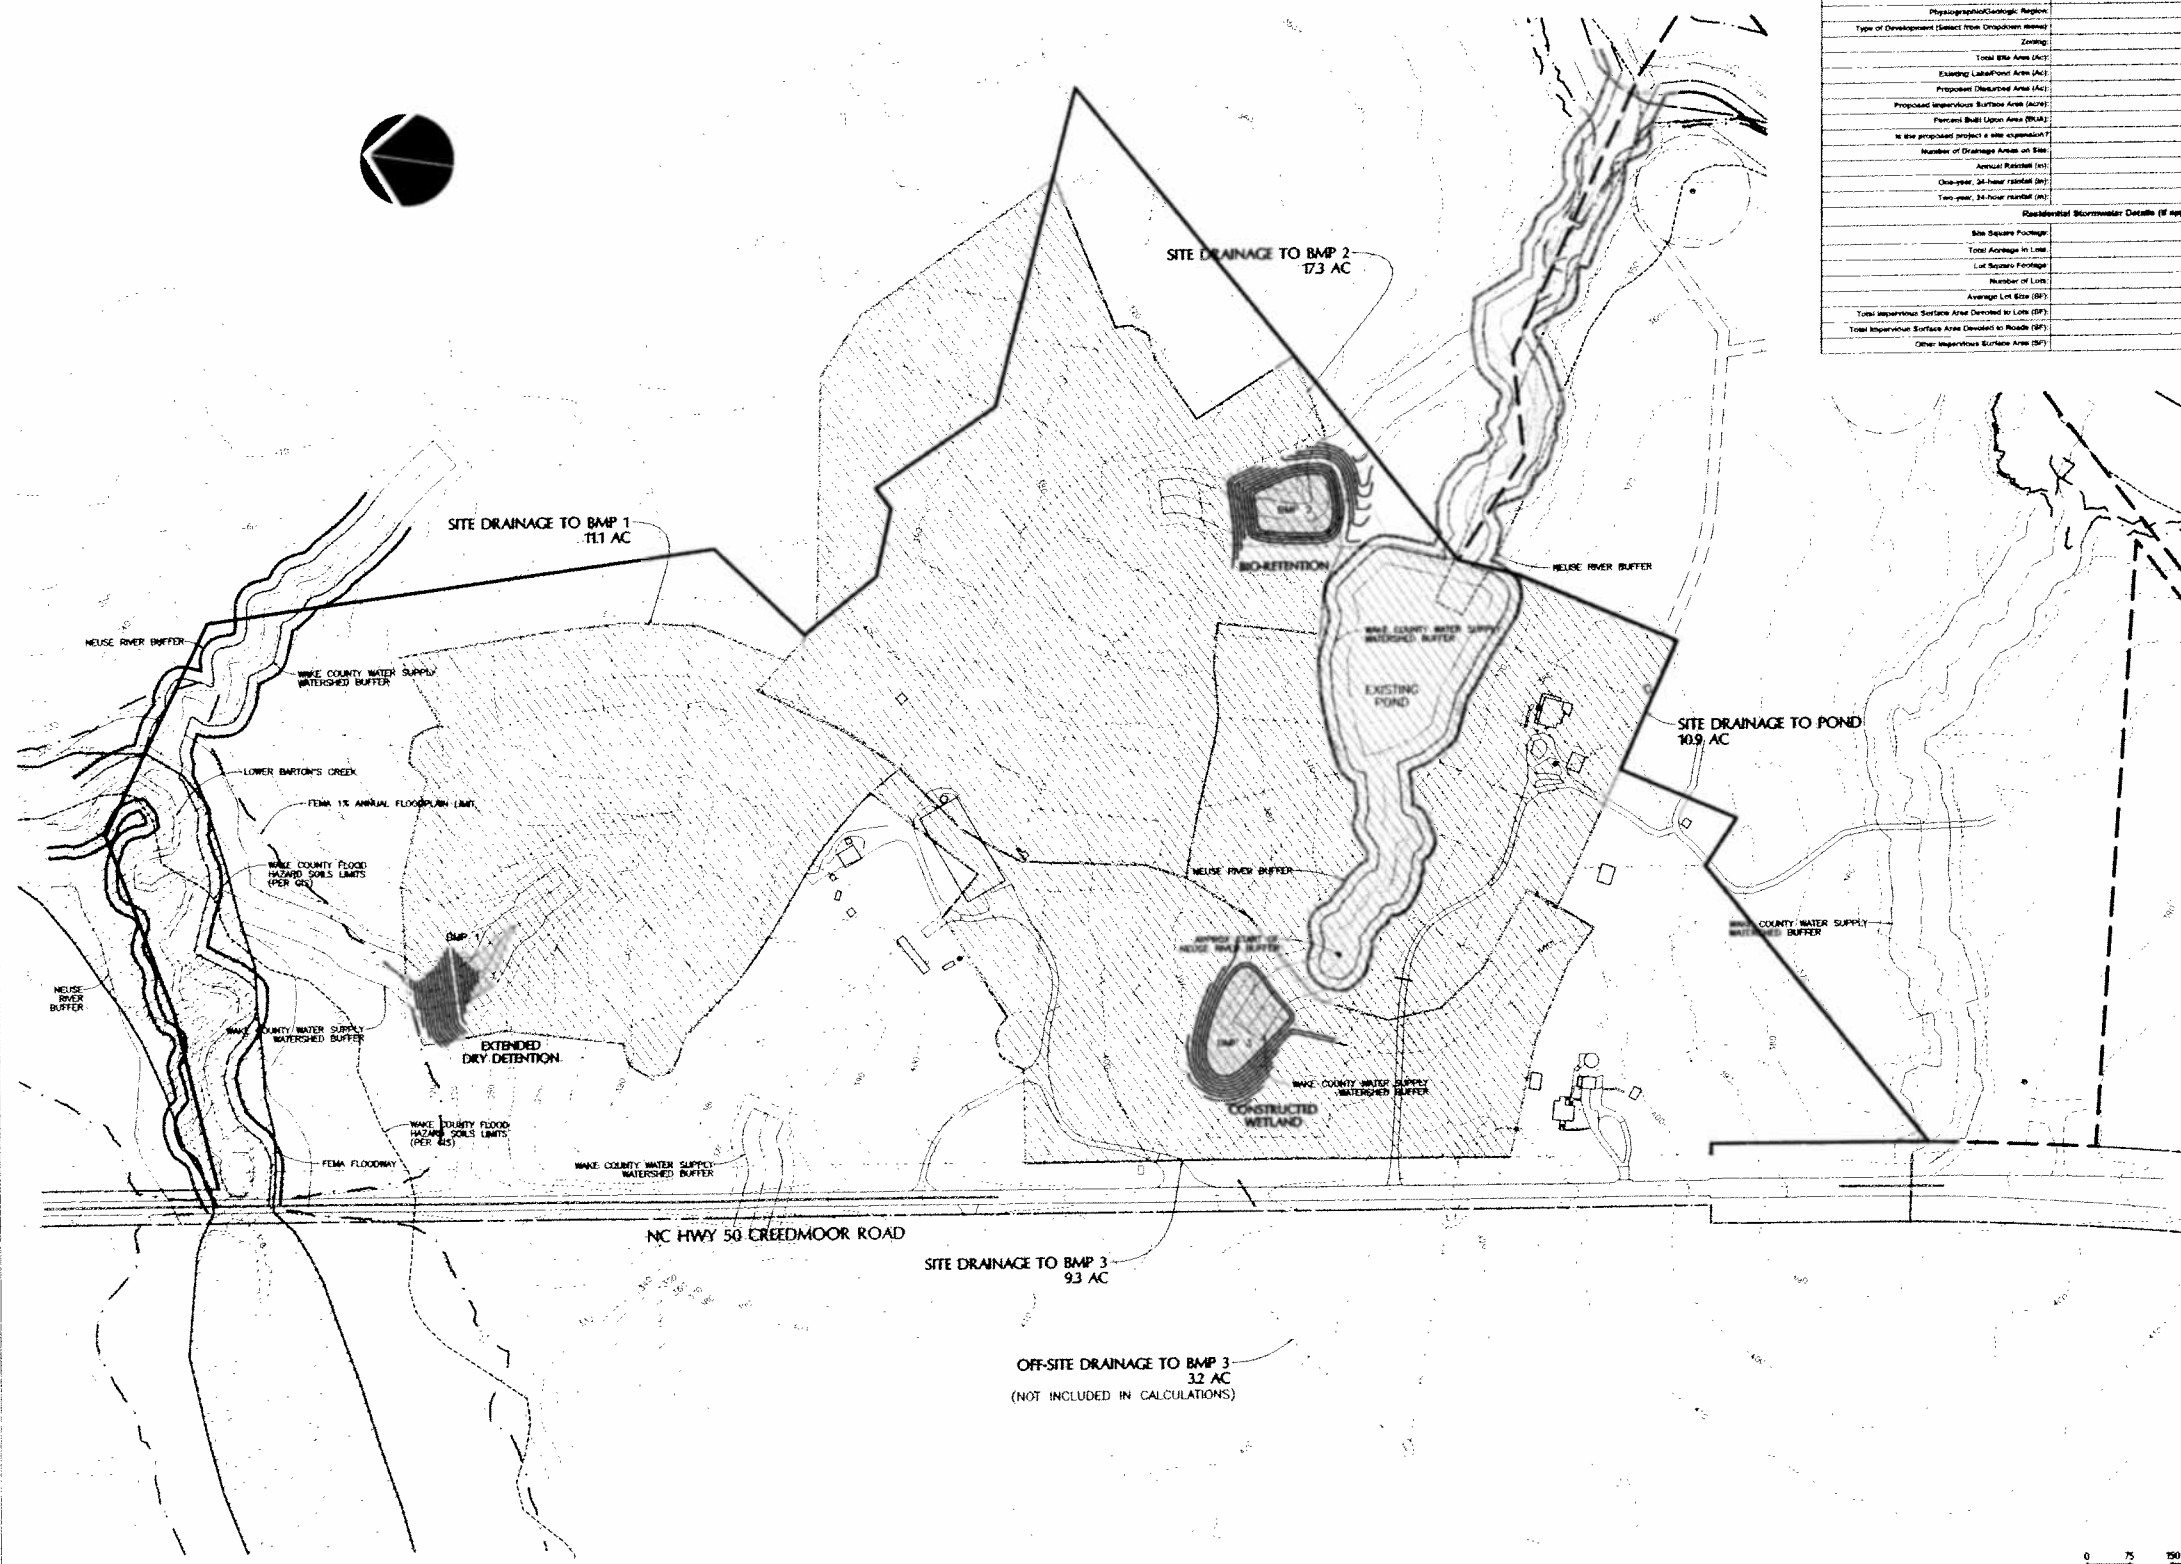 Physiographic/Geologic Region:
Type of Development (Select from Dropdown menu):
Zoning:
Total Site Area (Ac):
Existing Lake/Pond Area (Ac):
Proposed Disturbed Area (Ac):
Proposed Impervious Surface Area (acre):
Percent Built Upon Area (BUA):
Is the proposed project a site expansion?
Number of Drainage Areas on Site:
Annual Rainfall (in):
One-year, 24-hour rainfall (in):
Two-year, 24-hour rainfall (in):
Residential Stormwater Details (if
Site Square Footage:
Total Acreage in Lots:
Lot Square Footage:
Number of Lots:
Average Lot Size (SF):
Total Impervious Surface Area Devoted to Lots (SF):
Total Impervious Surface Area Devoted to Roads (SF):
Other Impervious Surface Area (SF):
SITE DRAINAGE TO BMP 2
17.3 AC
SITE DRAINAGE TO BMP 1
11.1 AC
BMP 2
BIO-RETENTION
NEUSE RIVER BUFFER
NEUSE RIVER BUFFER
WAKE COUNTY WATER SUPPLY
WATERSHED BUFFER
WAKE COUNTY WATER SUPPLY
WATERSHED BUFFER
EXISTING
POND
SITE DRAINAGE TO POND
10.9 AC
LOWER BARTON'S CREEK
FEMA 1% ANNUAL FLOODPLAIN LIMIT
WAKE COUNTY FLOOD
HAZARD SOILS LIMITS
(PER GIS)
NEUSE RIVER BUFFER
WAKE COUNTY WATER SUPPLY
WATERSHED BUFFER
BMP 1
APPROX START OF
NEUSE RIVER BUFFER
NEUSE
RIVER
BUFFER
WAKE COUNTY WATER SUPPLY
WATERSHED BUFFER
EXTENDED
DRY DETENTION
BMP 3
WAKE COUNTY WATER SUPPLY
WATERSHED BUFFER
CONSTRUCTED
WETLAND
WAKE COUNTY FLOOD
HAZARD SOILS LIMITS
(PER GIS)
FEMA FLOODWAY
WAKE COUNTY WATER SUPPLY
WATERSHED BUFFER
NC HWY 50 CREEDMOOR ROAD
SITE DRAINAGE TO BMP 3
9.3 AC
OFF-SITE DRAINAGE TO BMP 3
3.2 AC
(NOT INCLUDED IN CALCULATIONS)
0 75 150